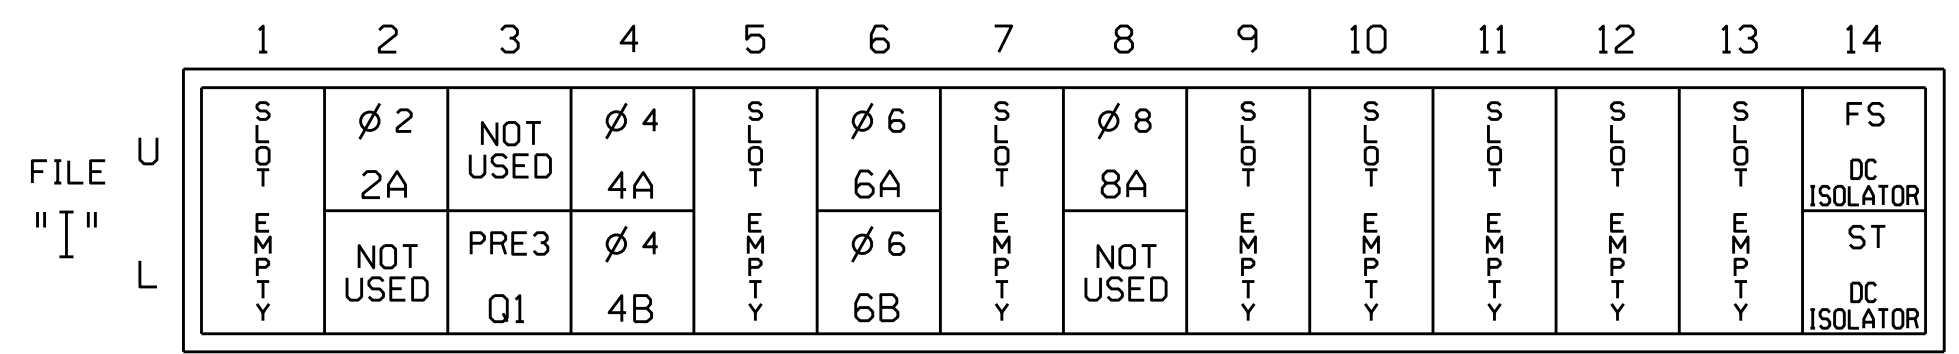 1 2 3 4 5 6 7 8 9 10 11 12 13 14
FILE
"I"
U
L
SLOT EMPTY
Ø 2
2A
NOT
USED
NOT
USED
PRE3
Q1
Ø 4
4A
Ø 4
4B
SLOT EMPTY
Ø 6
6A
Ø 6
6B
SLOT EMPTY
Ø 8
8A
NOT
USED
SLOT EMPTY
SLOT EMPTY
SLOT EMPTY
SLOT EMPTY
SLOT EMPTY
FS
DC
ISOLATOR
ST
DC
ISOLATOR